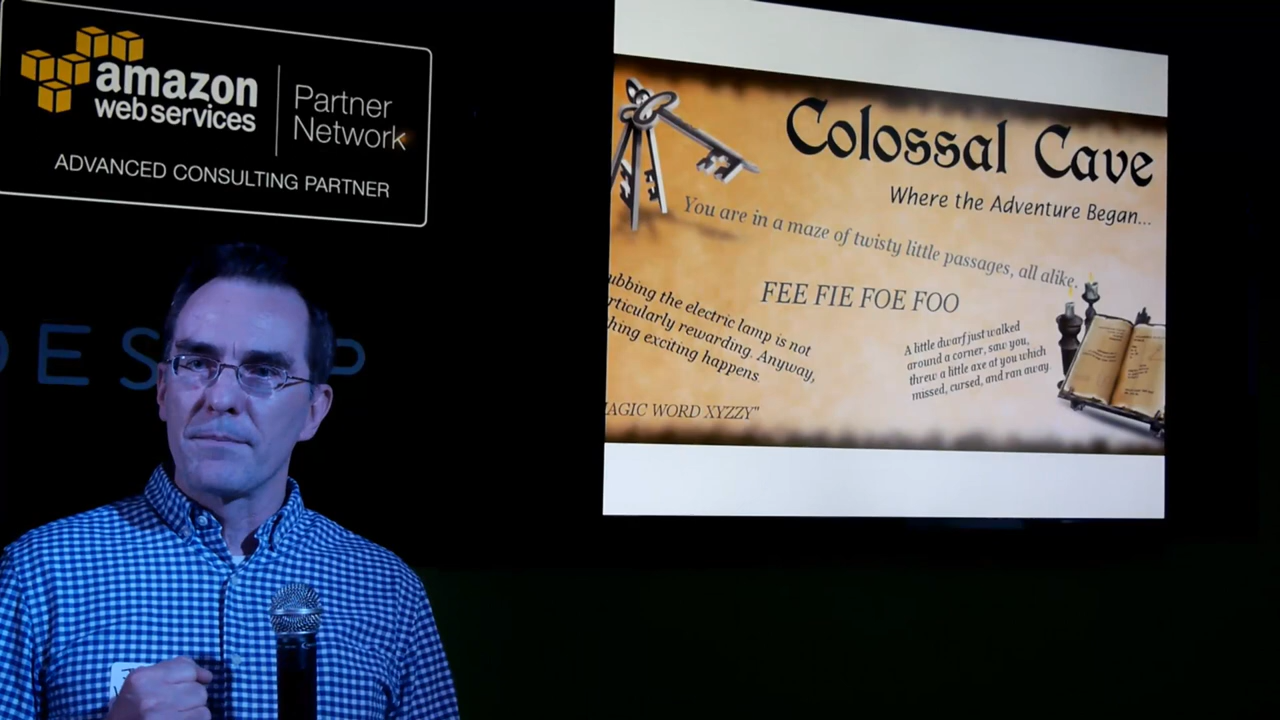 amazon
web services
Partner
Network
ADVANCED CONSULTING PARTNER
Colossal Cave
Where the Adventure Began...
You are in a maze of twisty little passages, all alike.
FEE FIE FOE FOO
ubbing the electric lamp is not
rticularly rewarding. Anyway,
hing exciting happens.
A little dwarf just walked
around a corner, saw you,
threw a little axe at you which
missed, cursed, and ran away.
AGIC WORD XYZZY"
DES P